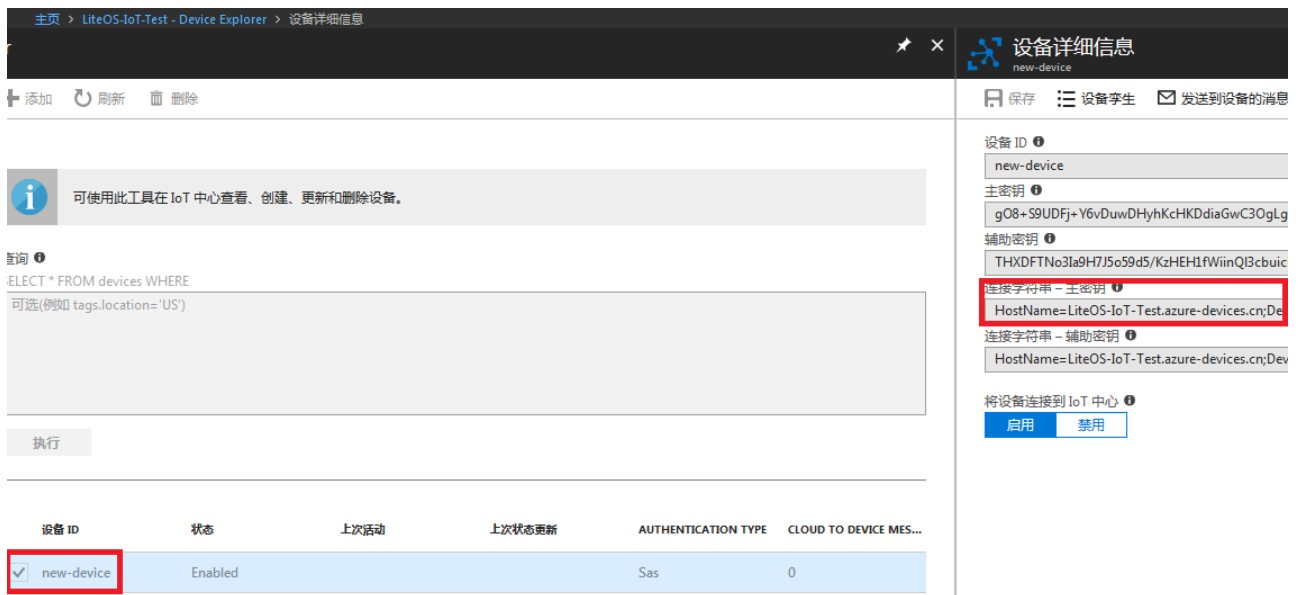 主页 > LiteOS-IoT-Test - Device Explorer > 设备详细信息
r
添加 刷新 删除
可使用此工具在 IoT 中心查看、创建、更新和删除设备。
查询
SELECT * FROM devices WHERE
可选(例如 tags.location='US')
执行
设备 ID 状态 上次活动 上次状态更新 AUTHENTICATION TYPE CLOUD TO DEVICE MES...
new-device Enabled Sas 0
设备详细信息
new-device
保存 设备孪生 发送到设备的消息
设备 ID
new-device
主密钥
gO8+S9UDFj+Y6vDuwDHyhKcHKDdiaGwC3OgLg
辅助密钥
THXDFTNo3Ia9H7J5o59d5/KzHEH1fWiinQl3cbuic
连接字符串 – 主密钥
HostName=LiteOS-IoT-Test.azure-devices.cn;De
连接字符串 – 辅助密钥
HostName=LiteOS-IoT-Test.azure-devices.cn;Dev
将设备连接到 IoT 中心
启用 禁用